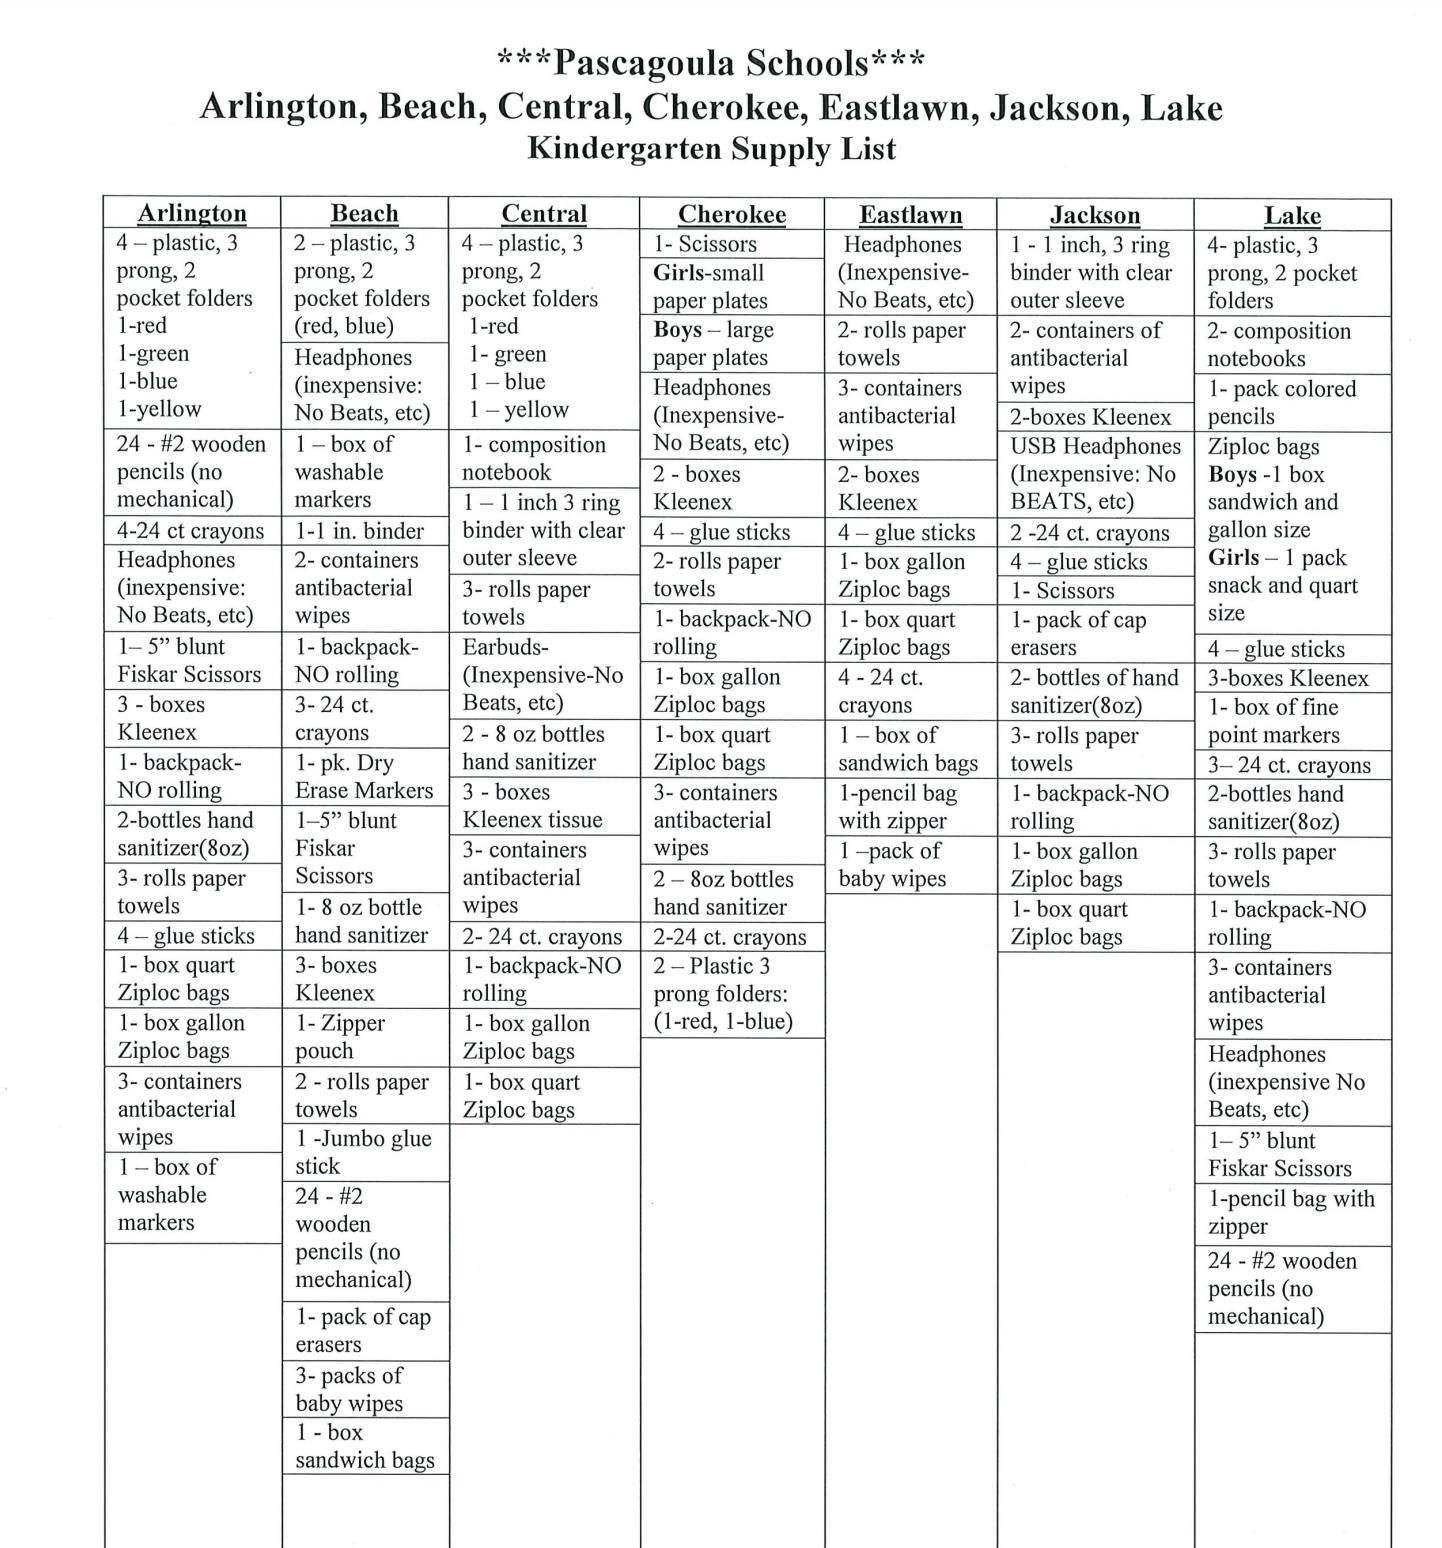 ***Pascagoula Schools***
Arlington, Beach, Central, Cherokee, Eastlawn, Jackson, Lake
Kindergarten Supply List
Arlington
4 – plastic, 3
prong, 2
pocket folders
1-red
1-green
1-blue
1-yellow
24 - #2 wooden
pencils (no
mechanical)
4-24 ct crayons
Headphones
(inexpensive:
No Beats, etc)
1– 5” blunt
Fiskar Scissors
3 - boxes
Kleenex
1- backpack-
NO rolling
2-bottles hand
sanitizer(8oz)
3- rolls paper
towels
4 – glue sticks
1- box quart
Ziploc bags
1- box gallon
Ziploc bags
3- containers
antibacterial
wipes
1 – box of
washable
markers
Beach
2 – plastic, 3
prong, 2
pocket folders
(red, blue)
Headphones
(inexpensive:
No Beats, etc)
1 – box of
washable
markers
1-1 in. binder
2- containers
antibacterial
wipes
1- backpack-
NO rolling
3- 24 ct.
crayons
1- pk. Dry
Erase Markers
1–5” blunt
Fiskar
Scissors
1- 8 oz bottle
hand sanitizer
3- boxes
Kleenex
1- Zipper
pouch
2 - rolls paper
towels
1 -Jumbo glue
stick
24 - #2
wooden
pencils (no
mechanical)
1- pack of cap
erasers
3- packs of
baby wipes
1 - box
sandwich bags
Central
4 – plastic, 3
prong, 2
pocket folders
1-red
1- green
1 – blue
1 – yellow
1- composition
notebook
1 – 1 inch 3 ring
binder with clear
outer sleeve
3- rolls paper
towels
Earbuds-
(Inexpensive-No
Beats, etc)
2 - 8 oz bottles
hand sanitizer
3 - boxes
Kleenex tissue
3- containers
antibacterial
wipes
2- 24 ct. crayons
1- backpack-NO
rolling
1- box gallon
Ziploc bags
1- box quart
Ziploc bags
Cherokee
1- Scissors
Girls-small
paper plates
Boys – large
paper plates
Headphones
(Inexpensive-
No Beats, etc)
2 - boxes
Kleenex
4 – glue sticks
2- rolls paper
towels
1- backpack-NO
rolling
1- box gallon
Ziploc bags
1- box quart
Ziploc bags
3- containers
antibacterial
wipes
2 – 8oz bottles
hand sanitizer
2-24 ct. crayons
2 – Plastic 3
prong folders:
(1-red, 1-blue)
Eastlawn
Headphones
(Inexpensive-
No Beats, etc)
2- rolls paper
towels
3- containers
antibacterial
wipes
2- boxes
Kleenex
4 – glue sticks
1- box gallon
Ziploc bags
1- box quart
Ziploc bags
4 - 24 ct.
crayons
1 – box of
sandwich bags
1-pencil bag
with zipper
1 –pack of
baby wipes
Jackson
1 - 1 inch, 3 ring
binder with clear
outer sleeve
2- containers of
antibacterial
wipes
2-boxes Kleenex
USB Headphones
(Inexpensive: No
BEATS, etc)
2 -24 ct. crayons
4 – glue sticks
1- Scissors
1- pack of cap
erasers
2- bottles of hand
sanitizer(8oz)
3- rolls paper
towels
1- backpack-NO
rolling
1- box gallon
Ziploc bags
1- box quart
Ziploc bags
Lake
4- plastic, 3
prong, 2 pocket
folders
2- composition
notebooks
1- pack colored
pencils
Ziploc bags
Boys -1 box
sandwich and
gallon size
Girls – 1 pack
snack and quart
size
4 – glue sticks
3-boxes Kleenex
1- box of fine
point markers
3– 24 ct. crayons
2-bottles hand
sanitizer(8oz)
3- rolls paper
towels
1- backpack-NO
rolling
3- containers
antibacterial
wipes
Headphones
(inexpensive No
Beats, etc)
1– 5” blunt
Fiskar Scissors
1-pencil bag with
zipper
24 - #2 wooden
pencils (no
mechanical)